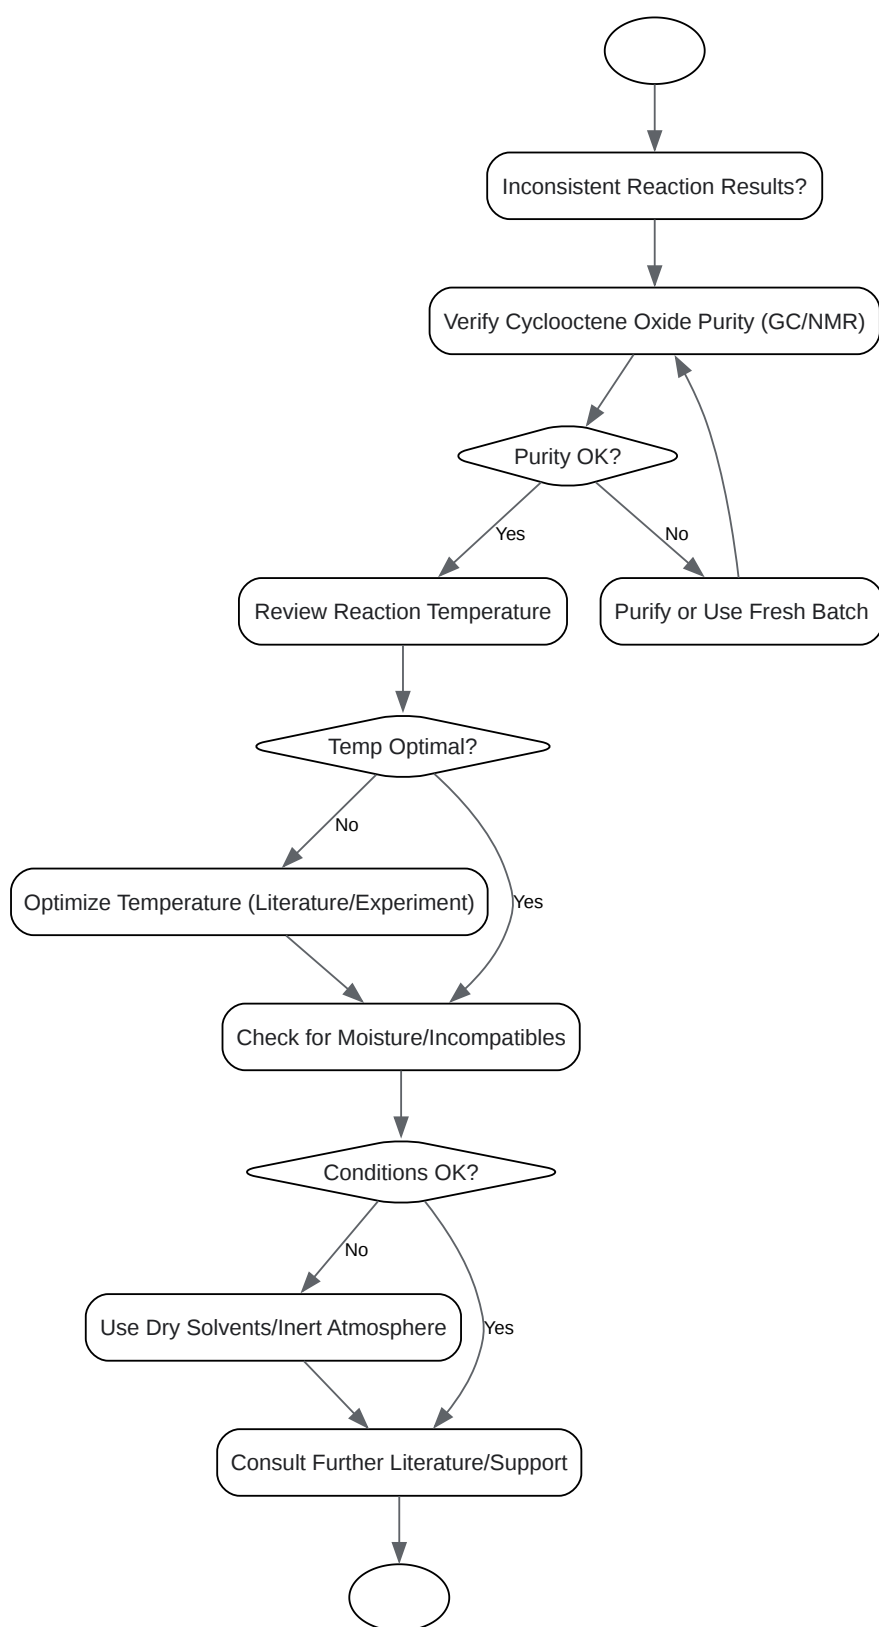 Inconsistent Reaction Results?
Verify Cyclooctene Oxide Purity (GC/NMR)
Purity OK?
Yes
No
Review Reaction Temperature
Purify or Use Fresh Batch
Temp Optimal?
No
Optimize Temperature (Literature/Experiment)
Yes
Check for Moisture/Incompatibles
Conditions OK?
No
Use Dry Solvents/Inert Atmosphere
Yes
Consult Further Literature/Support